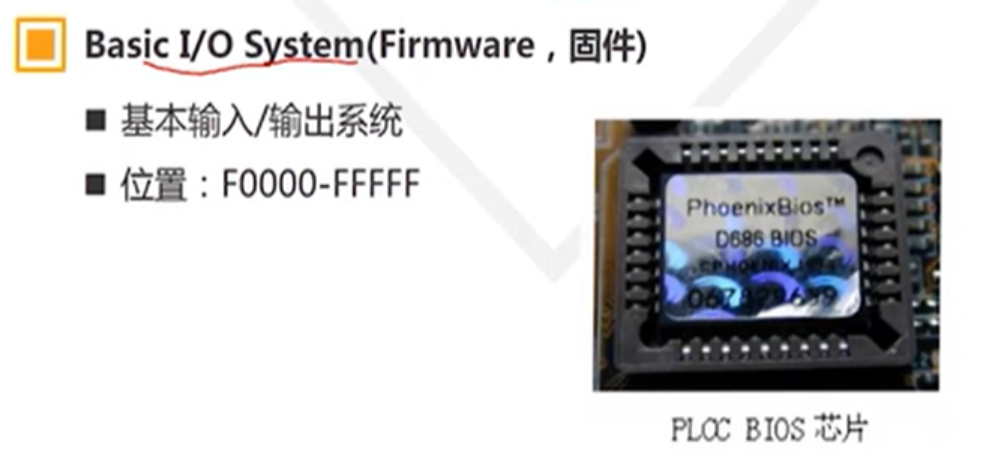 Basic I/O System(Firmware，固件)
基本输入/输出系统
位置：F0000-FFFFF
PhoenixBios™
D686 BIOS
PLCC BIOS 芯片